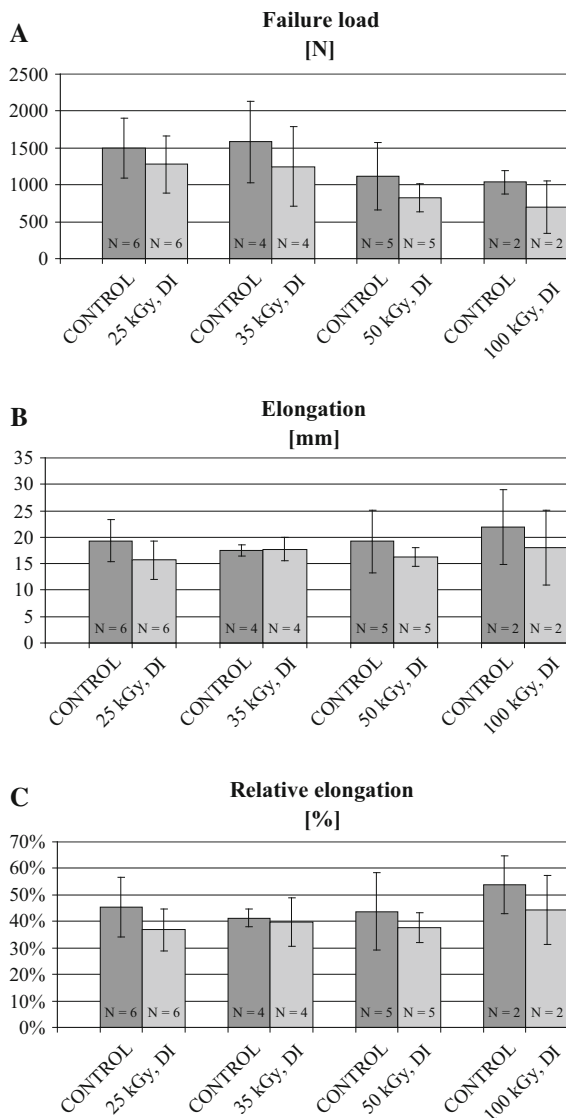 A
Failure load
[N]
2500
2000
1500
1000
500
0
N = 6 N = 6 N = 4 N = 4 N = 5 N = 5 N = 2 N = 2
CONTROL 25 kGy, DI CONTROL 35 kGy, DI CONTROL 50 kGy, DI CONTROL 100 kGy, DI
B
Elongation
[mm]
35
30
25
20
15
10
5
0
N = 6 N = 6 N = 4 N = 4 N = 5 N = 5 N = 2 N = 2
CONTROL 25 kGy, DI CONTROL 35 kGy, DI CONTROL 50 kGy, DI CONTROL 100 kGy, DI
C
Relative elongation
[%]
70%
60%
50%
40%
30%
20%
10%
0%
N = 6 N = 6 N = 4 N = 4 N = 5 N = 5 N = 2 N = 2
CONTROL 25 kGy, DI CONTROL 35 kGy, DI CONTROL 50 kGy, DI CONTROL 100 kGy, DI